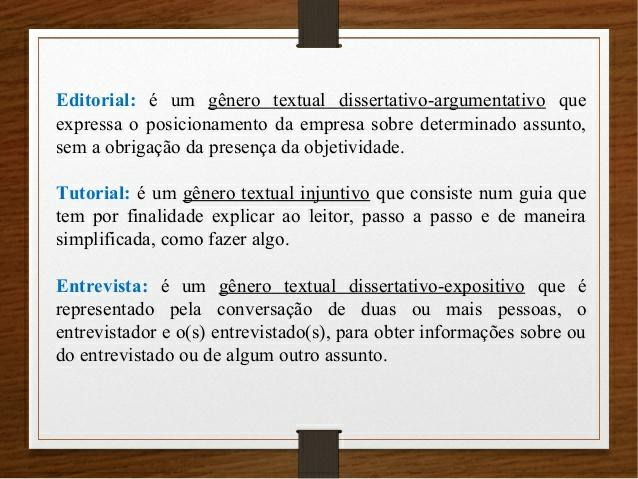 Editorial: é um gênero textual dissertativo-argumentativo que
expressa o posicionamento da empresa sobre determinado assunto,
sem a obrigação da presença da objetividade.
Tutorial: é um gênero textual injuntivo que consiste num guia que
tem por finalidade explicar ao leitor, passo a passo e de maneira
simplificada, como fazer algo.
Entrevista: é um gênero textual dissertativo-expositivo que é
representado pela conversação de duas ou mais pessoas, o
entrevistador e o(s) entrevistado(s), para obter informações sobre ou
do entrevistado ou de algum outro assunto.